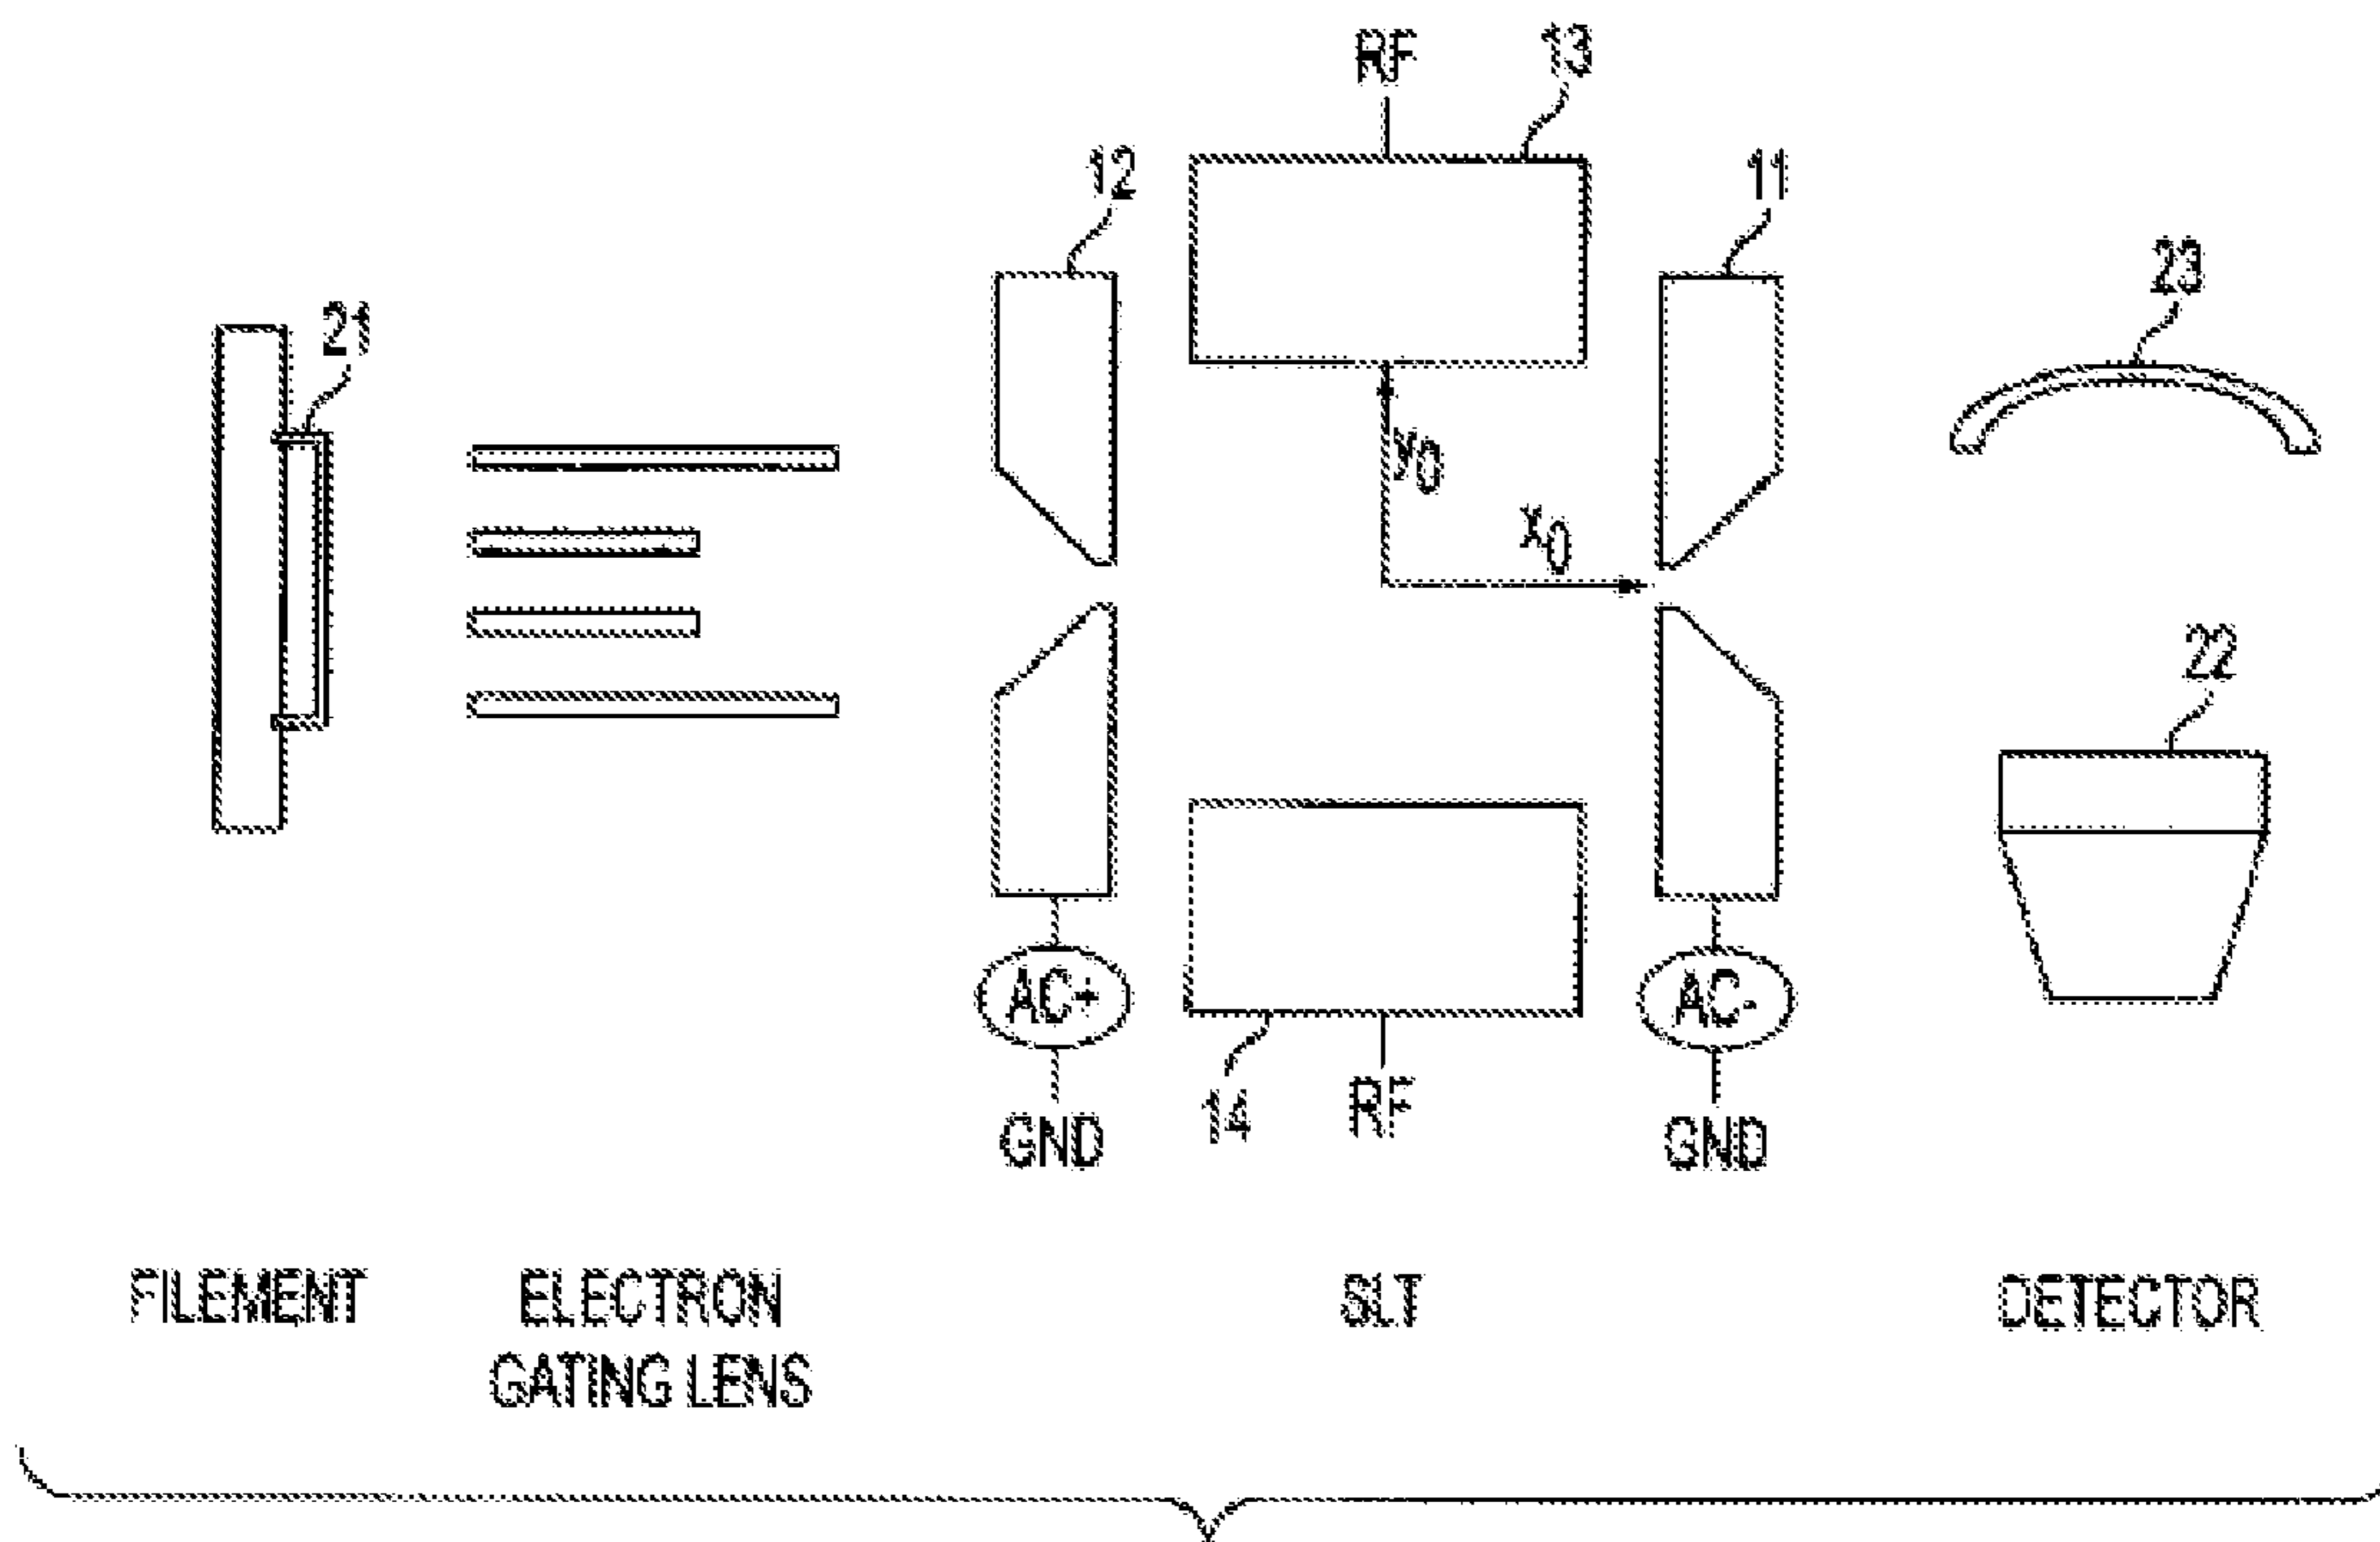 RF
13
12
11
23
21
y0
x0
22
AC+
AC-
14
RF
GND
GND
FILEMENT
ELECTRON
GATING LENS
SLT
DETECTOR